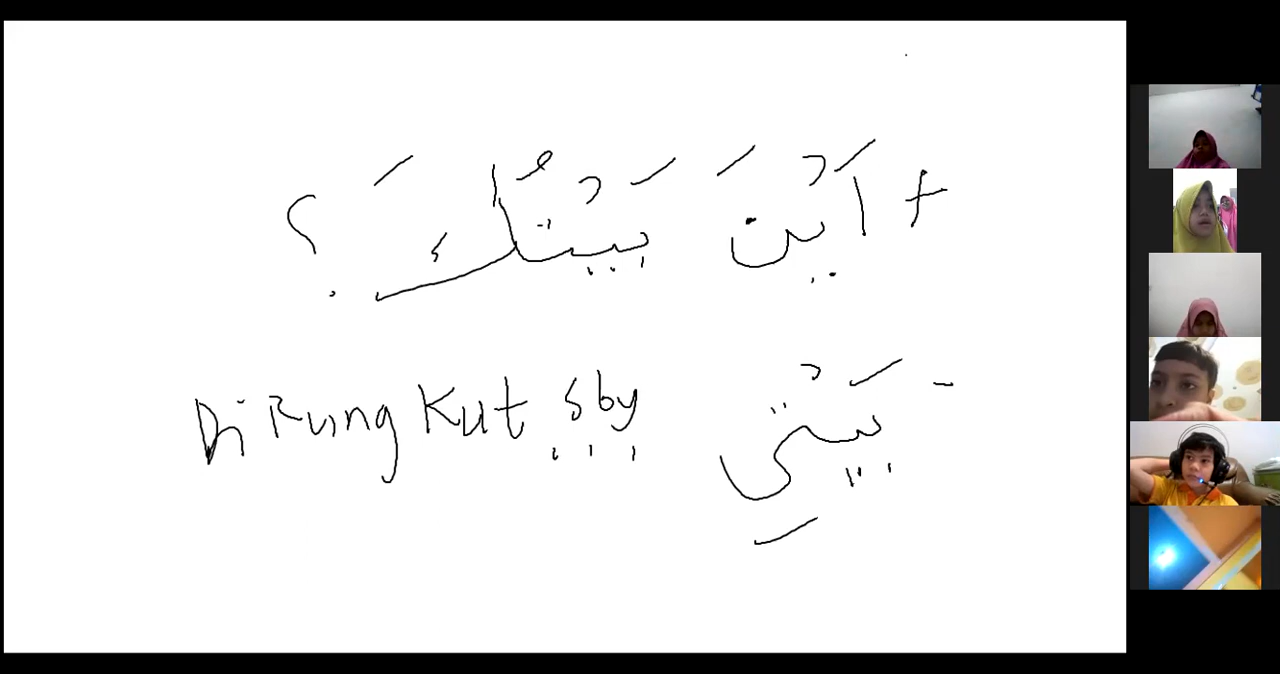 + اَيْنَ بَيْتُكَ ؟
- بَيْتِي Di Rungkut Sby ...